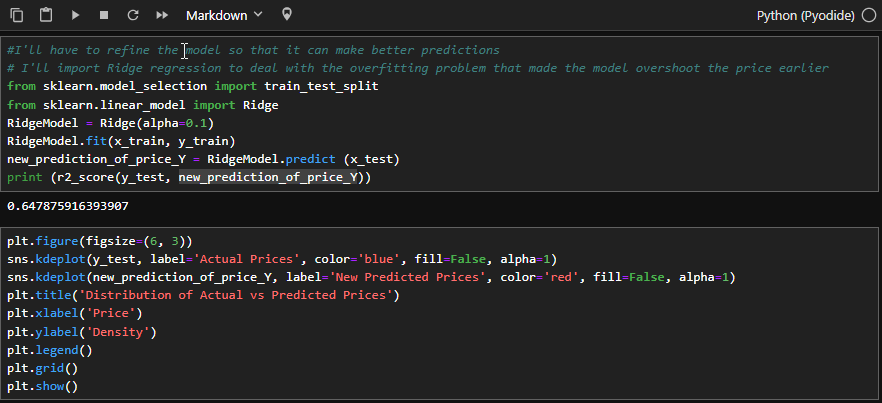 Markdown
Python (Pyodide)
#I'll have to refine the model so that it can make better predictions
# I'll import Ridge regression to deal with the overfitting problem that made the model overshoot the price earlier
from sklearn.model_selection import train_test_split
from sklearn.linear_model import Ridge
RidgeModel = Ridge(alpha=0.1)
RidgeModel.fit(x_train, y_train)
new_prediction_of_price_Y = RidgeModel.predict (x_test)
print (r2_score(y_test, new_prediction_of_price_Y))
0.647875916393907
plt.figure(figsize=(6, 3))
sns.kdeplot(y_test, label='Actual Prices', color='blue', fill=False, alpha=1)
sns.kdeplot(new_prediction_of_price_Y, label='New Predicted Prices', color='red', fill=False, alpha=1)
plt.title('Distribution of Actual vs Predicted Prices')
plt.xlabel('Price')
plt.ylabel('Density')
plt.legend()
plt.grid()
plt.show()